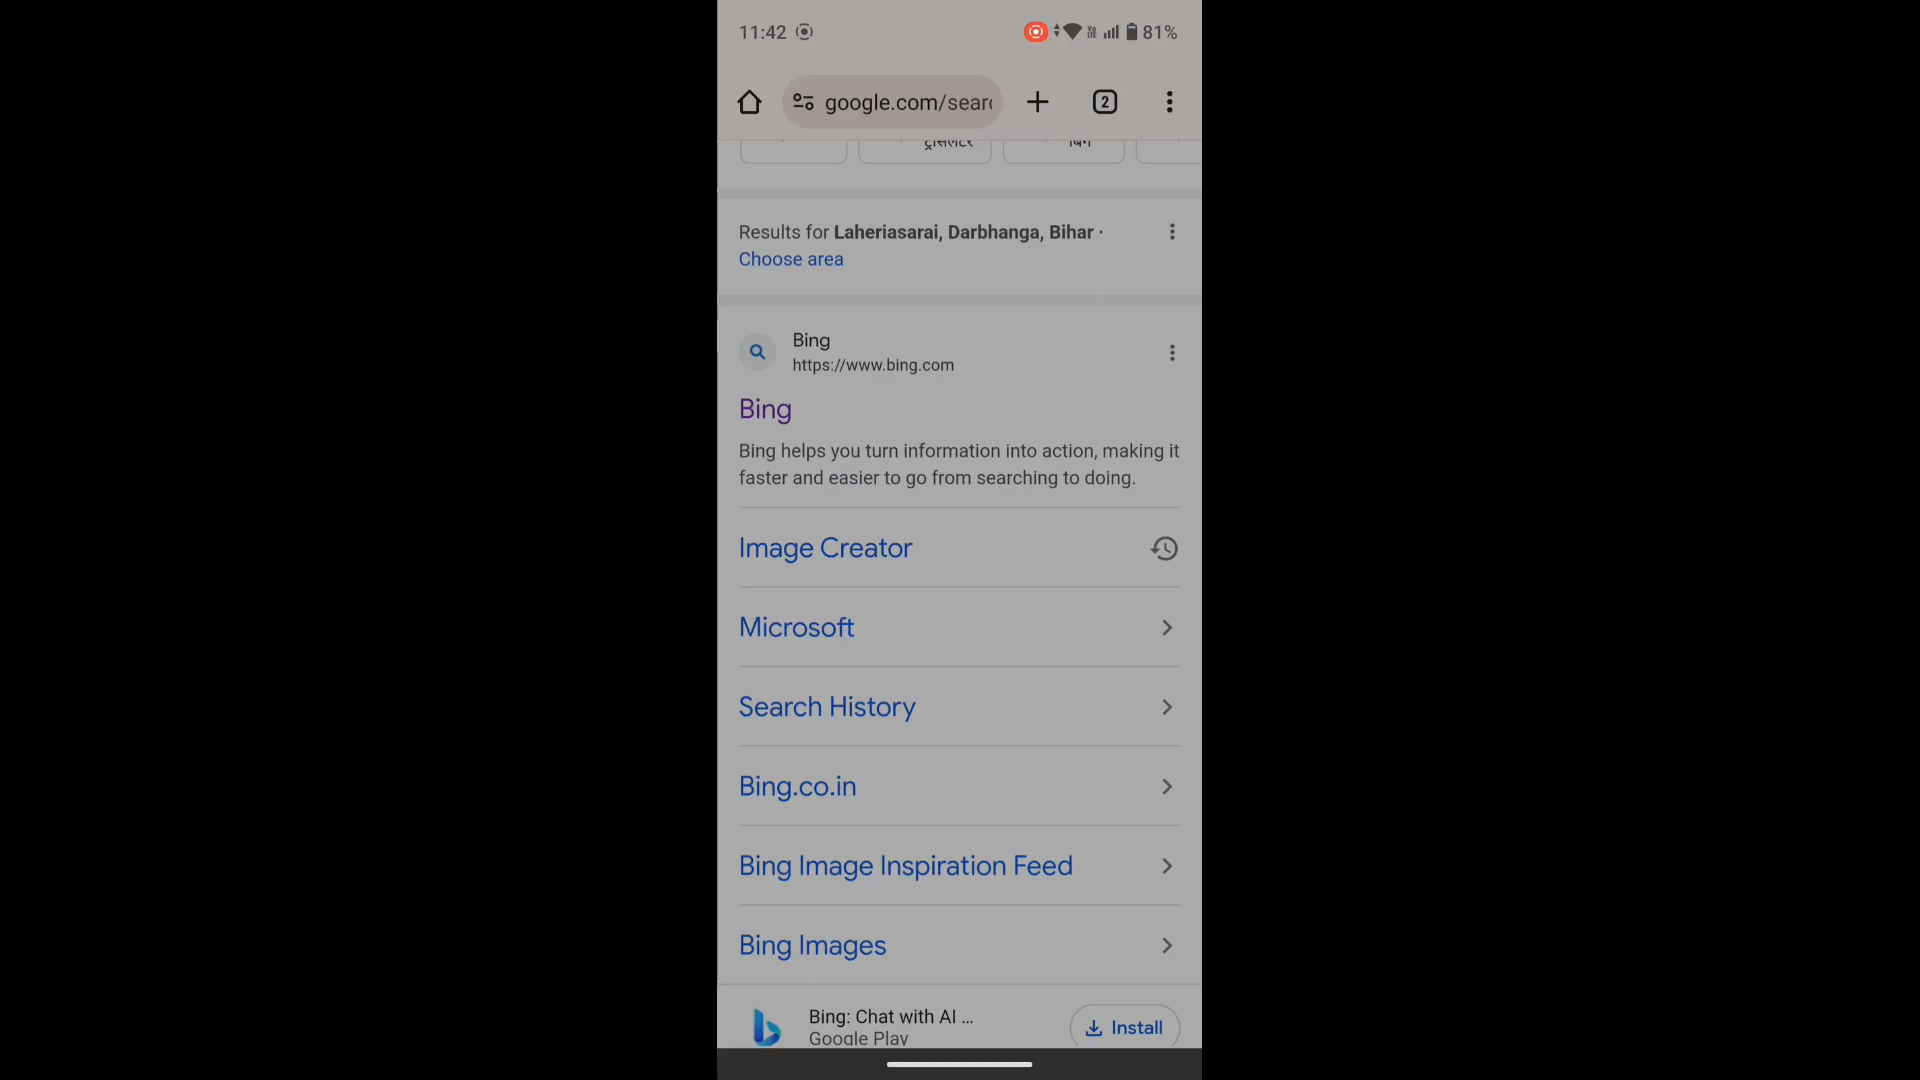 11:42 81%
google.com/sear
2
ट्रांसलेटर बिंग
Results for Laheriasarai, Darbhanga, Bihar ·
Choose area
Bing
https://www.bing.com
Bing
Bing helps you turn information into action, making it
faster and easier to go from searching to doing.
Image Creator
Microsoft
Search History
Bing.co.in
Bing Image Inspiration Feed
Bing Images
Bing: Chat with AI ...
Install
Google Play